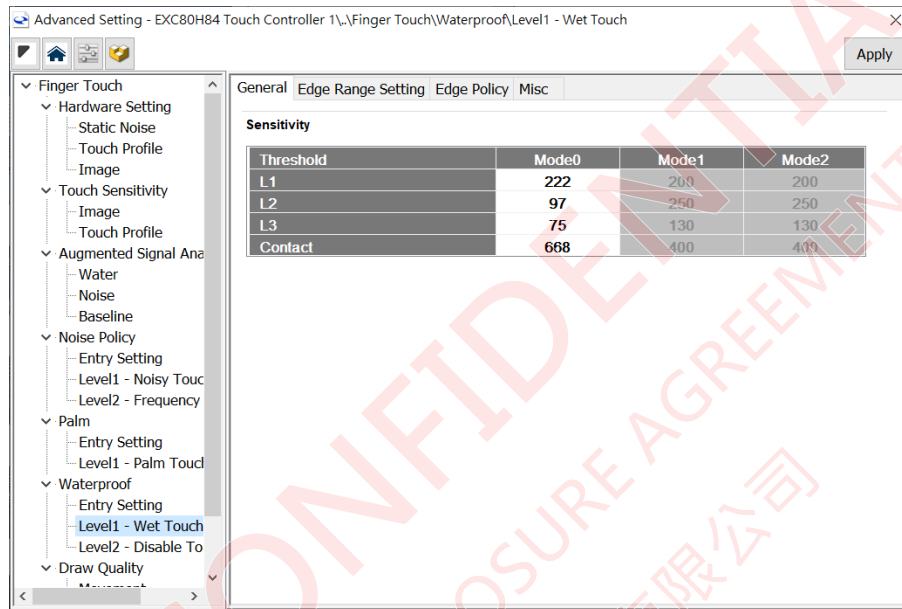 Advanced Setting - EXC80H84 Touch Controller 1\..\Finger Touch\Waterproof\Level1 - Wet Touch
Apply
Finger Touch
Hardware Setting
Static Noise
Touch Profile
Image
Touch Sensitivity
Image
Touch Profile
Augmented Signal Ana
Water
Noise
Baseline
Noise Policy
Entry Setting
Level1 - Noisy Touc
Level2 - Frequency
Palm
Entry Setting
Level1 - Palm Toucl
Waterproof
Entry Setting
Level1 - Wet Touch
Level2 - Disable To
Draw Quality
General Edge Range Setting Edge Policy Misc
Sensitivity
Threshold Mode0 Mode1 Mode2
L1 222 200 200
L2 97 250 250
L3 75 130 130
Contact 668 400 400
CONFIDENTIA
OSURE AGREEMENT
有限公司